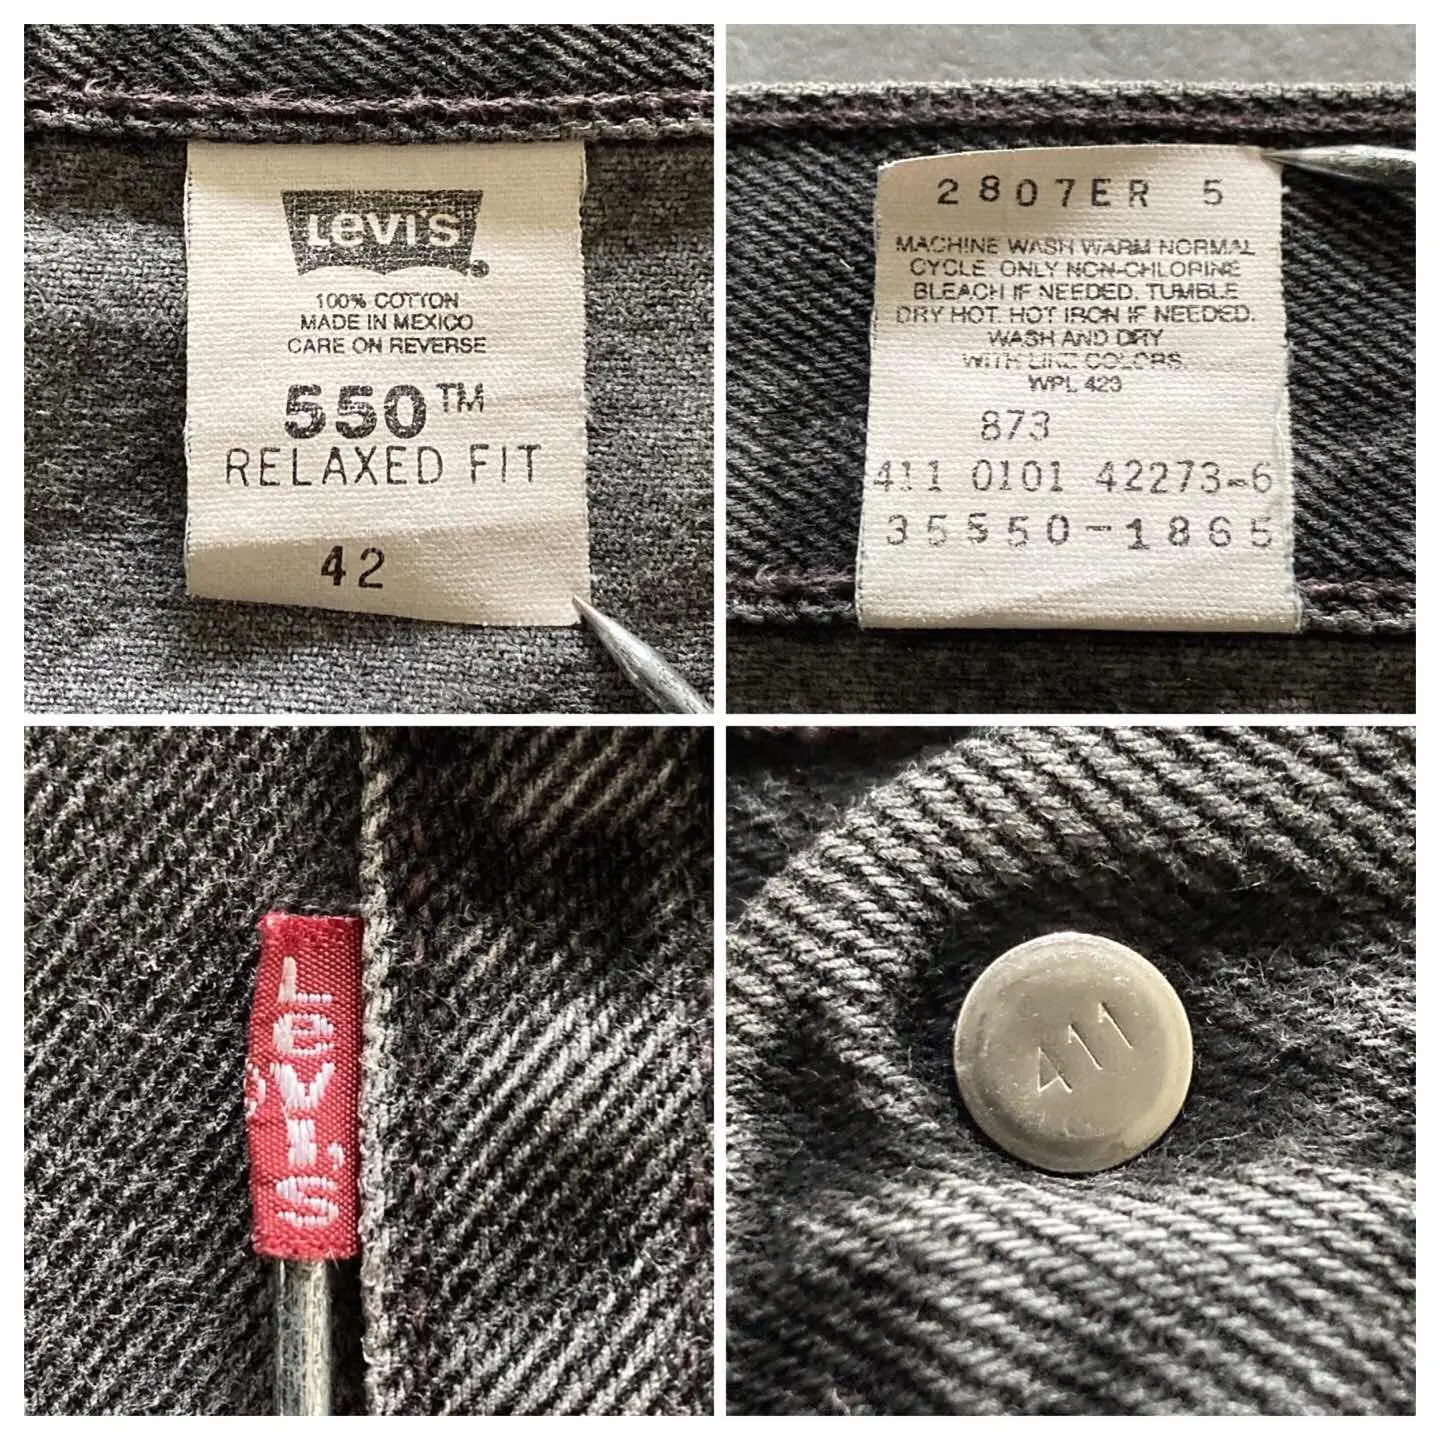 LEVI'S®
100% COTTON
MADE IN MEXICO
CARE ON REVERSE
550™
RELAXED FIT
42
2807ER 5
MACHINE WASH WARM NORMAL
CYCLE. ONLY NON-CHLORINE
BLEACH IF NEEDED. TUMBLE
DRY HOT. HOT IRON IF NEEDED.
WASH AND DRY
WITH LIKE COLORS.
WPL 423
873
411 0101 42273-6
35550-1865
LEVI'S
®
411